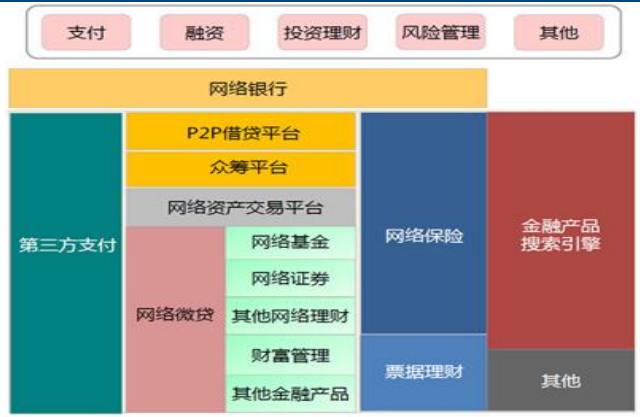 支付
融资
投资理财
风险管理
其他
网络银行
第三方支付
P2P借贷平台
众筹平台
网络资产交易平台
网络微贷
网络基金
网络证券
其他网络理财
财富管理
其他金融产品
网络保险
票据理财
金融产品
搜索引擎
其他